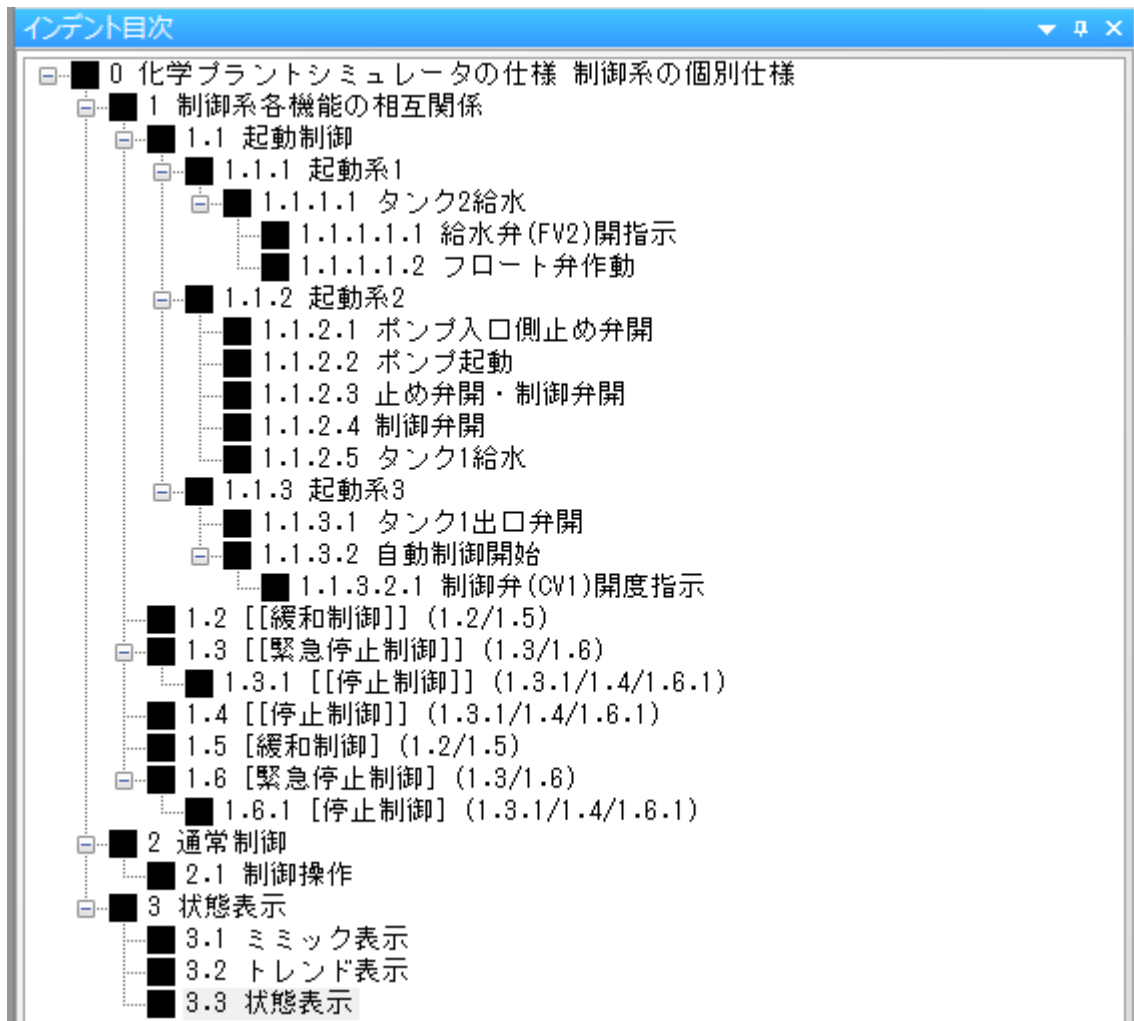 インデント目次
0 化学プラントシミュレータの仕様 制御系の個別仕様
1 制御系各機能の相互関係
1.1 起動制御
1.1.1 起動系1
1.1.1.1 タンク2給水
1.1.1.1.1 給水弁(FV2)開指示
1.1.1.1.2 フロート弁作動
1.1.2 起動系2
1.1.2.1 ポンプ入口側止め弁開
1.1.2.2 ポンプ起動
1.1.2.3 止め弁開・制御弁開
1.1.2.4 制御弁開
1.1.2.5 タンク1給水
1.1.3 起動系3
1.1.3.1 タンク1出口弁開
1.1.3.2 自動制御開始
1.1.3.2.1 制御弁(CV1)開度指示
1.2 [[緩和制御]] (1.2/1.5)
1.3 [[緊急停止制御]] (1.3/1.6)
1.3.1 [[停止制御]] (1.3.1/1.4/1.6.1)
1.4 [[停止制御]] (1.3.1/1.4/1.6.1)
1.5 [緩和制御] (1.2/1.5)
1.6 [緊急停止制御] (1.3/1.6)
1.6.1 [停止制御] (1.3.1/1.4/1.6.1)
2 通常制御
2.1 制御操作
3 状態表示
3.1 ミミック表示
3.2 トレンド表示
3.3 状態表示